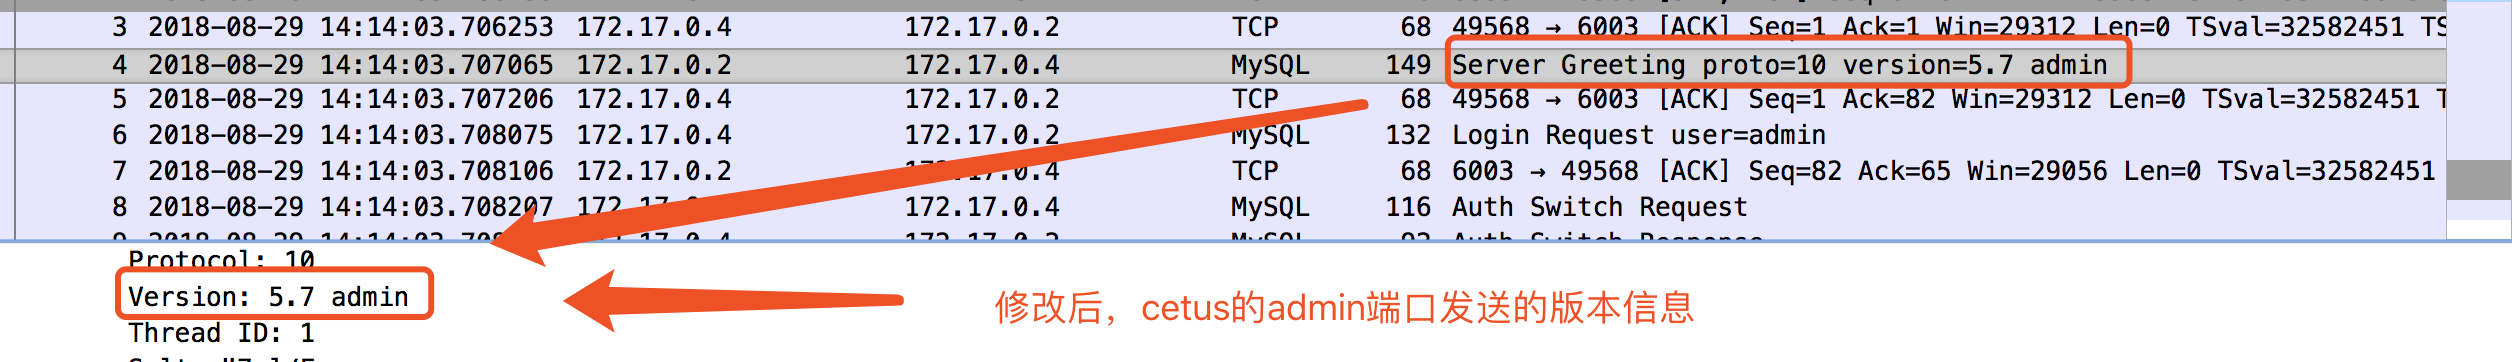 3 2018-08-29 14:14:03.706253 172.17.0.4 172.17.0.2 TCP 68 49568 → 6003 [ACK] Seq=1 Ack=1 Win=29312 Len=0 TSval=32582451 TS
4 2018-08-29 14:14:03.707065 172.17.0.2 172.17.0.4 MySQL 149 Server Greeting proto=10 version=5.7 admin
5 2018-08-29 14:14:03.707206 172.17.0.4 172.17.0.2 TCP 68 49568 → 6003 [ACK] Seq=1 Ack=82 Win=29312 Len=0 TSval=32582451 T
6 2018-08-29 14:14:03.708075 172.17.0.4 172.17.0.2 MySQL 132 Login Request user=admin
7 2018-08-29 14:14:03.708106 172.17.0.2 172.17.0.4 TCP 68 6003 → 49568 [ACK] Seq=82 Ack=65 Win=29056 Len=0 TSval=32582451
8 2018-08-29 14:14:03.708207 172.17.0.2 172.17.0.4 MySQL 116 Auth Switch Request
Protocol: 10
Version: 5.7 admin
修改后，cetus的admin端口发送的版本信息
Thread ID: 1